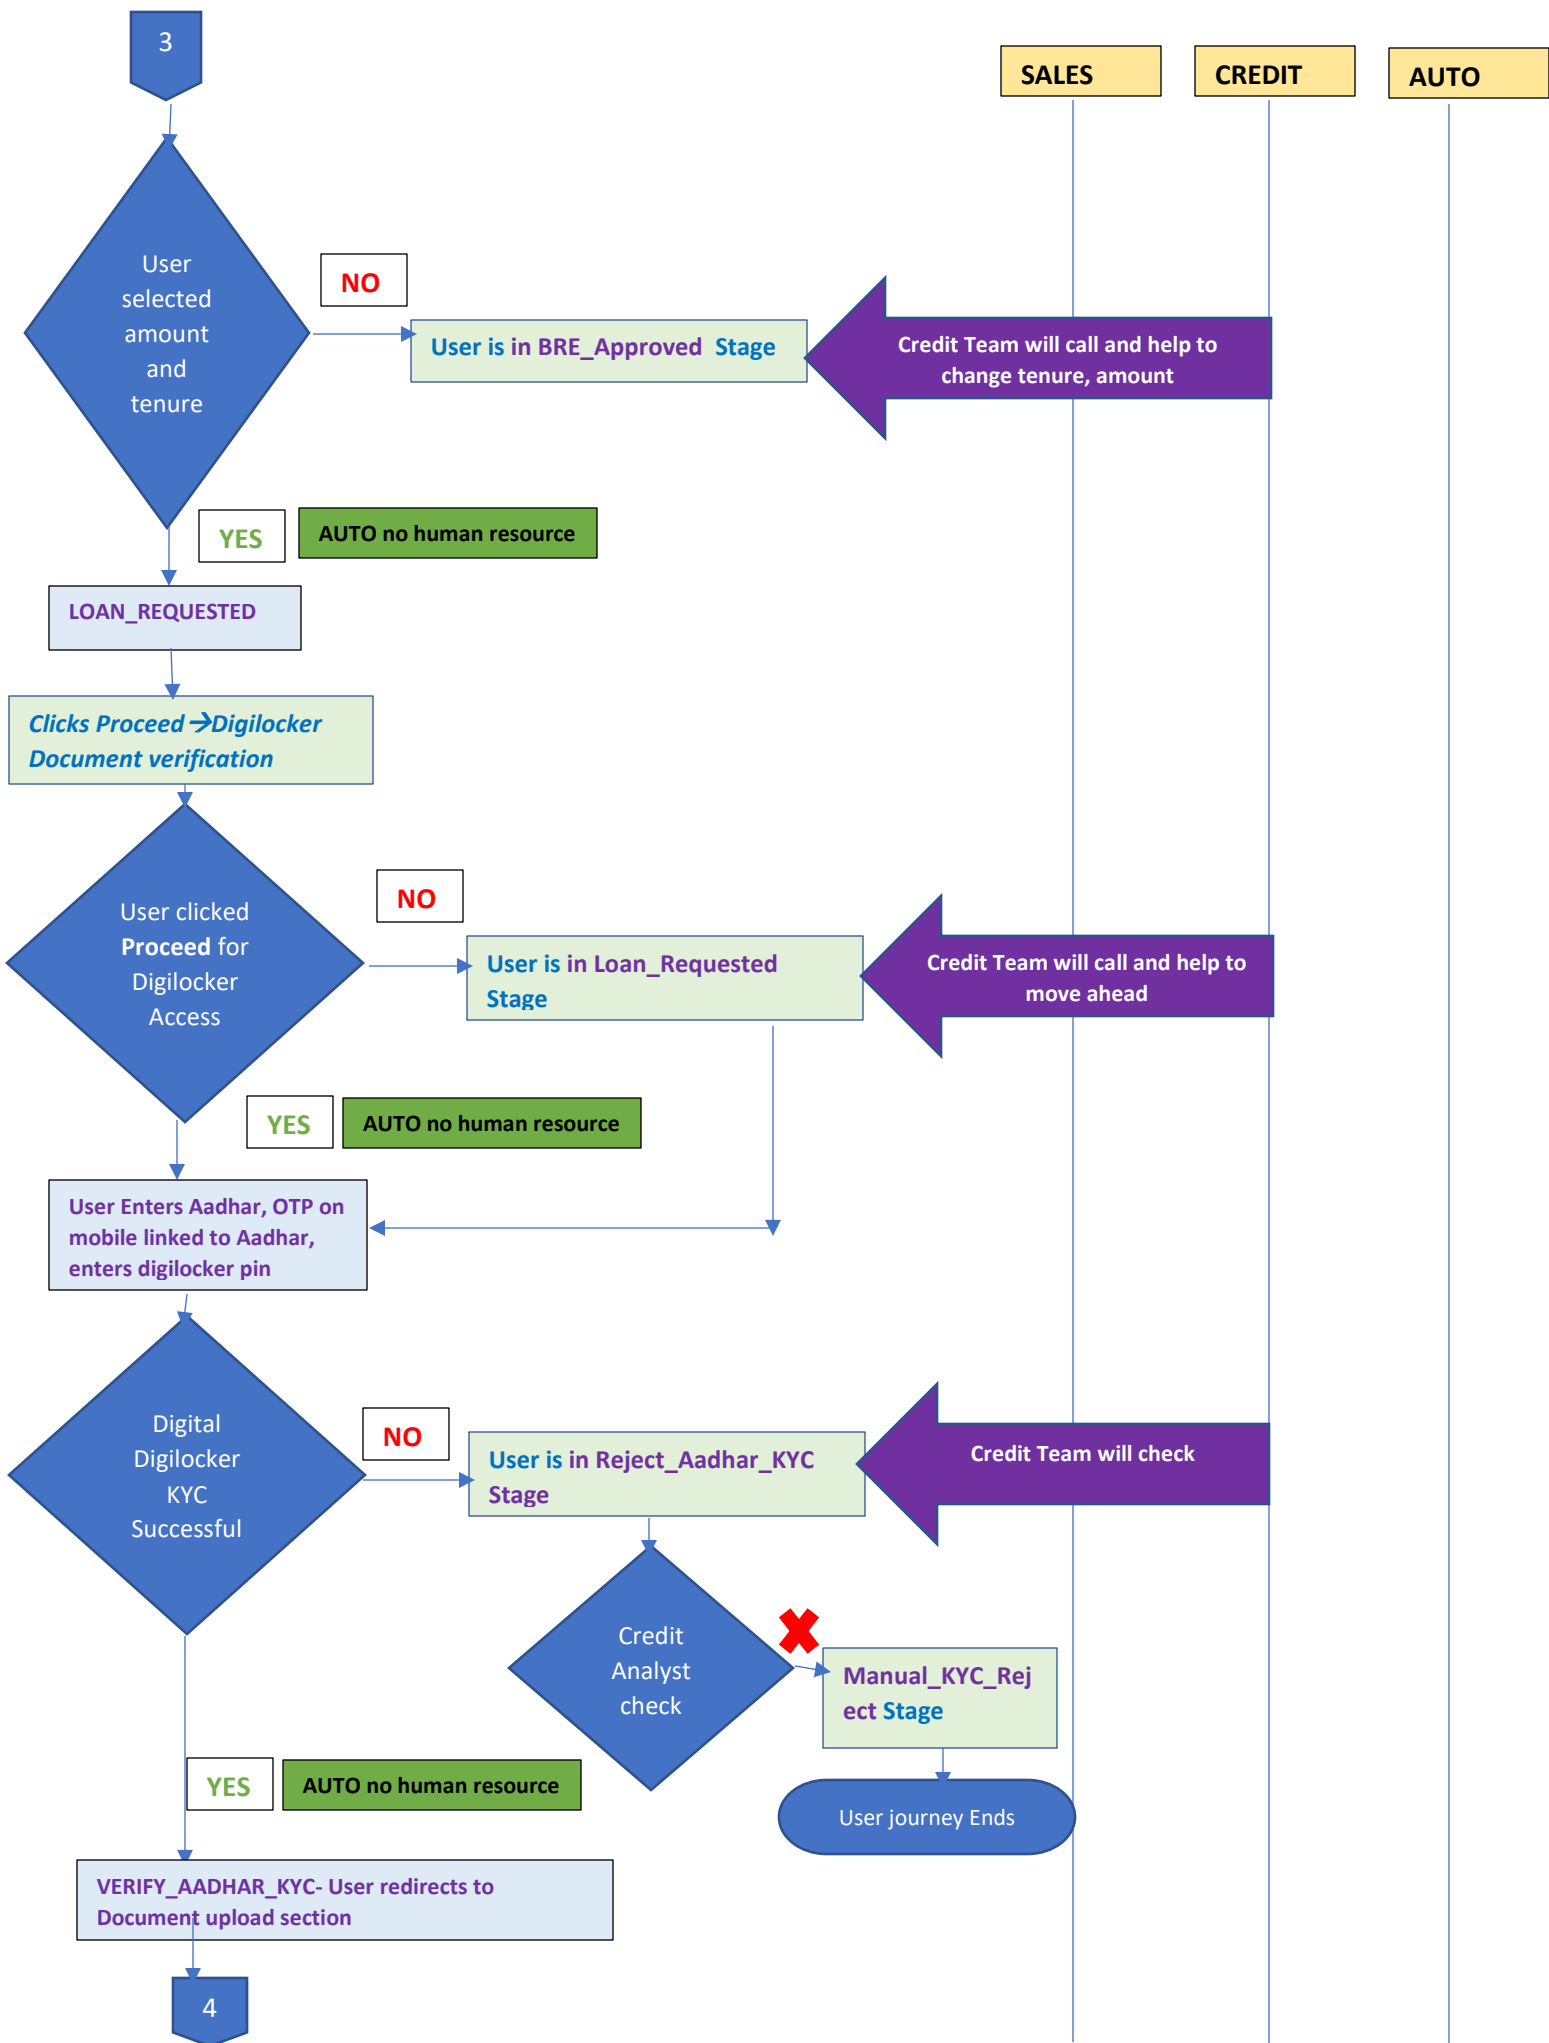 3
SALES
CREDIT
AUTO
User
selected
amount
and
tenure
NO
User is in BRE_Approved Stage
Credit Team will call and help to
change tenure, amount
YES
AUTO no human resource
LOAN_REQUESTED
Clicks Proceed→Digilocker
Document verification
User clicked
Proceed for
Digilocker
Access
NO
User is in Loan_Requested
Stage
Credit Team will call and help to
move ahead
YES
AUTO no human resource
User Enters Aadhar, OTP on
mobile linked to Aadhar,
enters digilocker pin
Digital
Digilocker
KYC
Successful
NO
User is in Reject_Aadhar_KYC
Stage
Credit Team will check
Credit
Analyst
check
Manual_KYC_Rej
ect Stage
YES
AUTO no human resource
User journey Ends
VERIFY_AADHAR_KYC- User redirects to
Document upload section
4